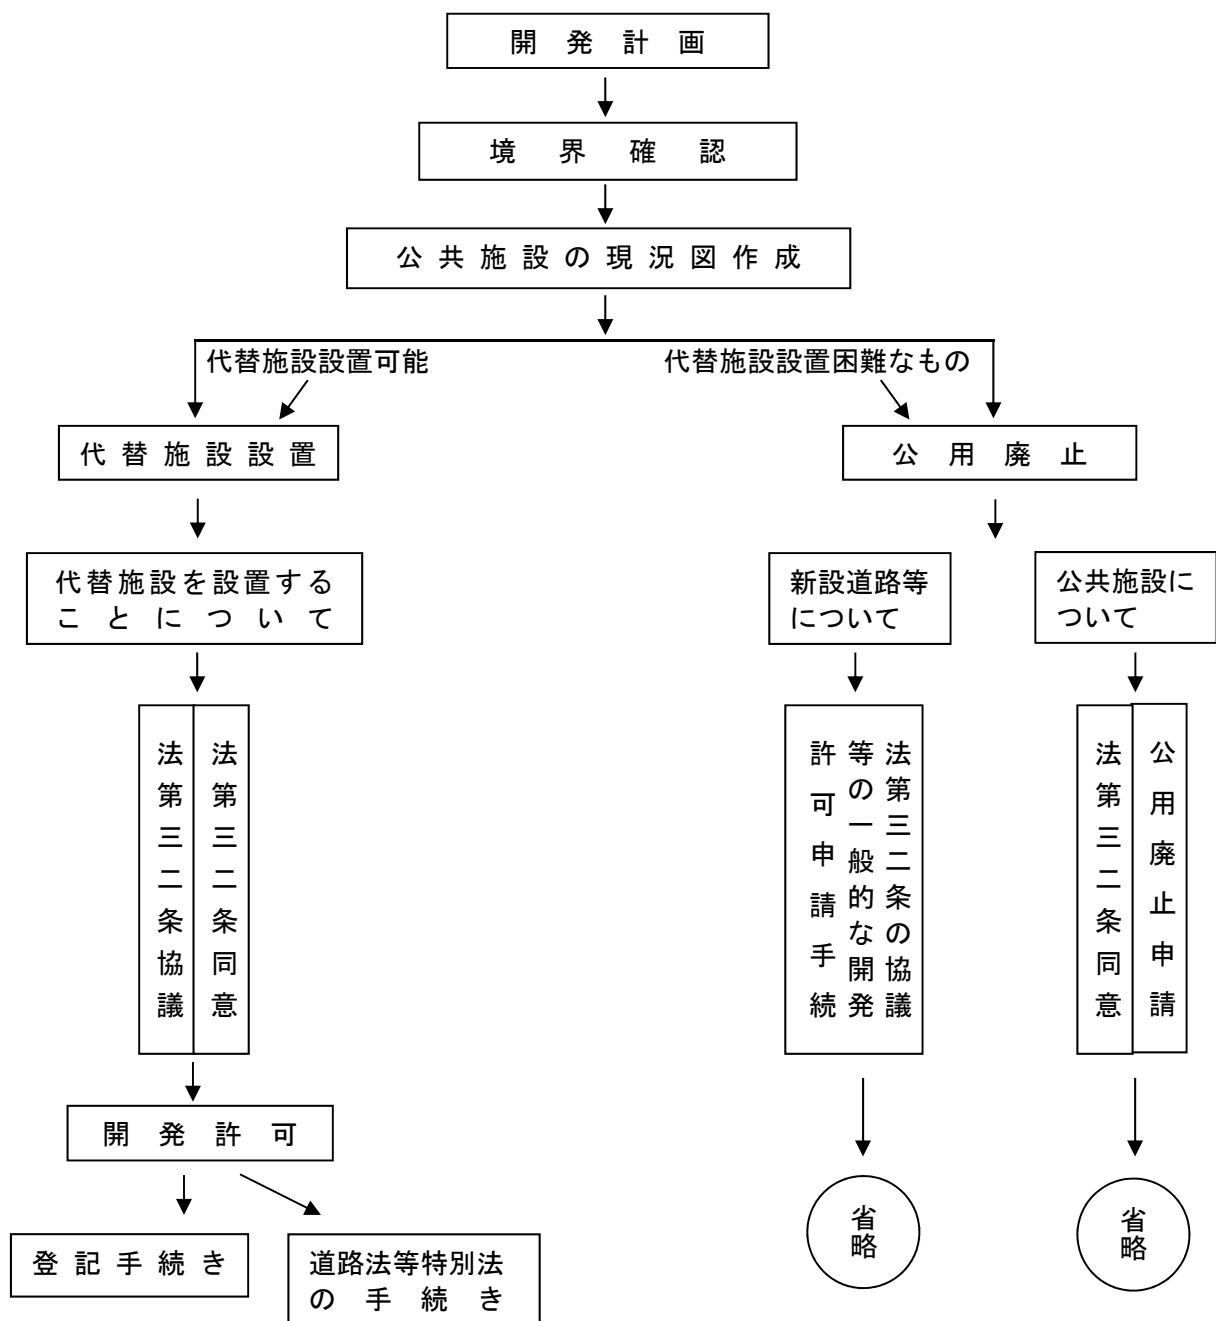 開発計画
境界確認
公共施設の現況図作成
代替施設設置可能
代替施設設置困難なもの
代替施設設置
公用廃止
代替施設を設置する
ことについて
新設道路等
について
公共施設に
ついて
法第三二条同意
法第三二条協議
法第三二条の協議
等の一般的な開発
許可申請手続
公用廃止申請
法第三二条同意
開発許可
省略
省略
登記手続き
道路法等特別法
の手続き